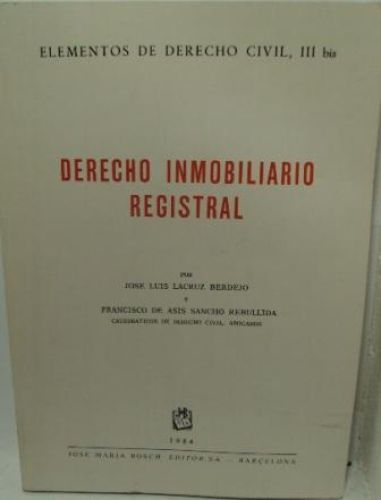 ELEMENTOS DE DERECHO CIVIL, III bis
DERECHO INMOBILIARIO
REGISTRAL
POR
JOSE LUIS LACRUZ BERDEJO
Y
FRANCISCO DE ASIS SANCHO REBULLIDA
CATEDRATICOS DE DERECHO CIVIL, ABOGADOS
1984
JOSE MARIA BOSCH, EDITOR S.A. — BARCELONA